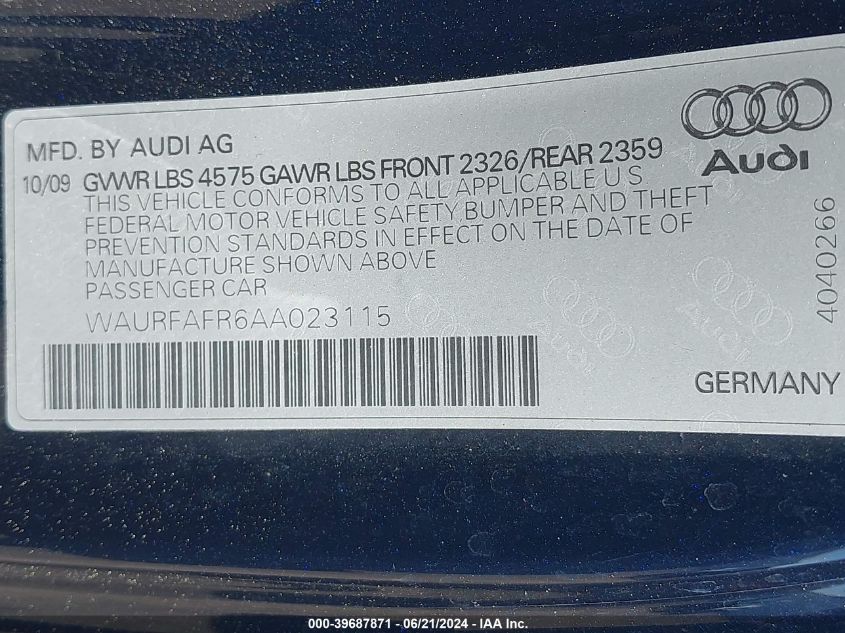 MFD. BY AUDI AG
10/09 GVWR LBS 4575 GAWR LBS FRONT 2326/REAR 2359
THIS VEHICLE CONFORMS TO ALL APPLICABLE U S
FEDERAL MOTOR VEHICLE SAFETY BUMPER AND THEFT
PREVENTION STANDARDS IN EFFECT ON THE DATE OF
MANUFACTURE SHOWN ABOVE
PASSENGER CAR
WAURFAFR6AA023115
Audi
4040266
GERMANY
Audi
Audi
000-39687871 - 06/21/2024 - IAA Inc.